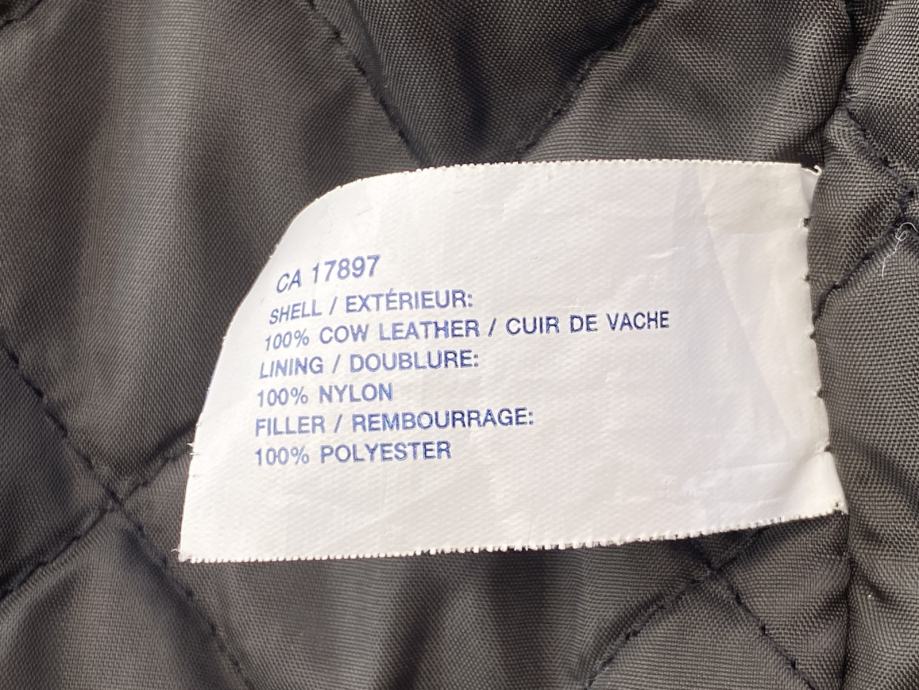 CA 17897
SHELL / EXTÉRIEUR:
100% COW LEATHER / CUIR DE VACHE
LINING / DOUBLURE:
100% NYLON
FILLER / REMBOURRAGE:
100% POLYESTER